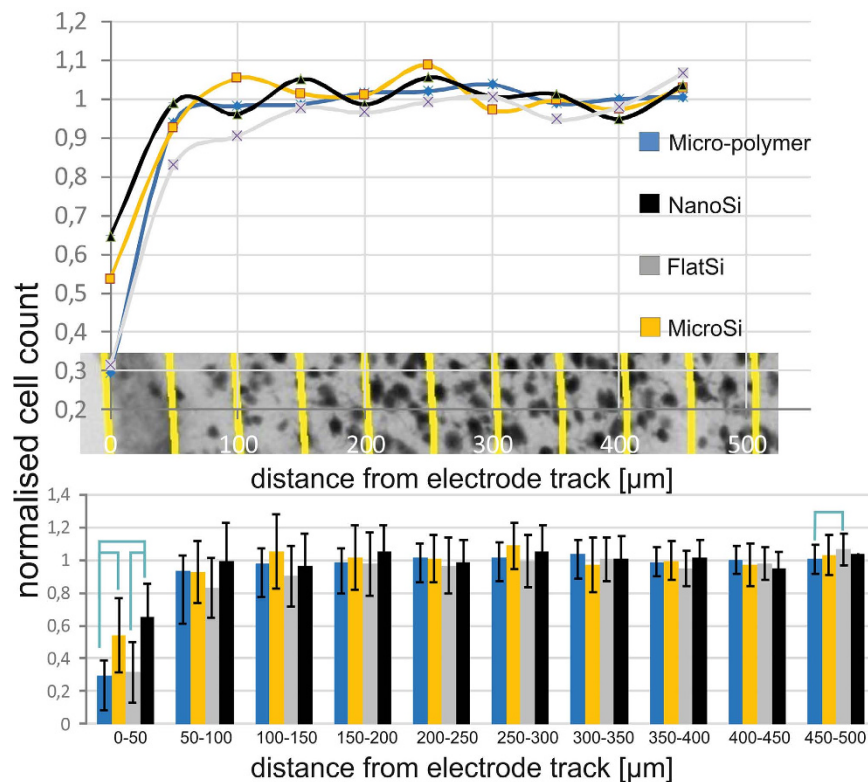 1,2
1,1
1
0,9
0,8
0,7
0,6
0,5
0,4
0,3
0,2
Micro-polymer
NanoSi
FlatSi
MicroSi
0 100 200 300 400 500
distance from electrode track [µm]
normalised cell count
1,4
1,2
1
0,8
0,6
0,4
0,2
0
0-50 50-100 100-150 150-200 200-250 250-300 300-350 350-400 400-450 450-500
distance from electrode track [µm]